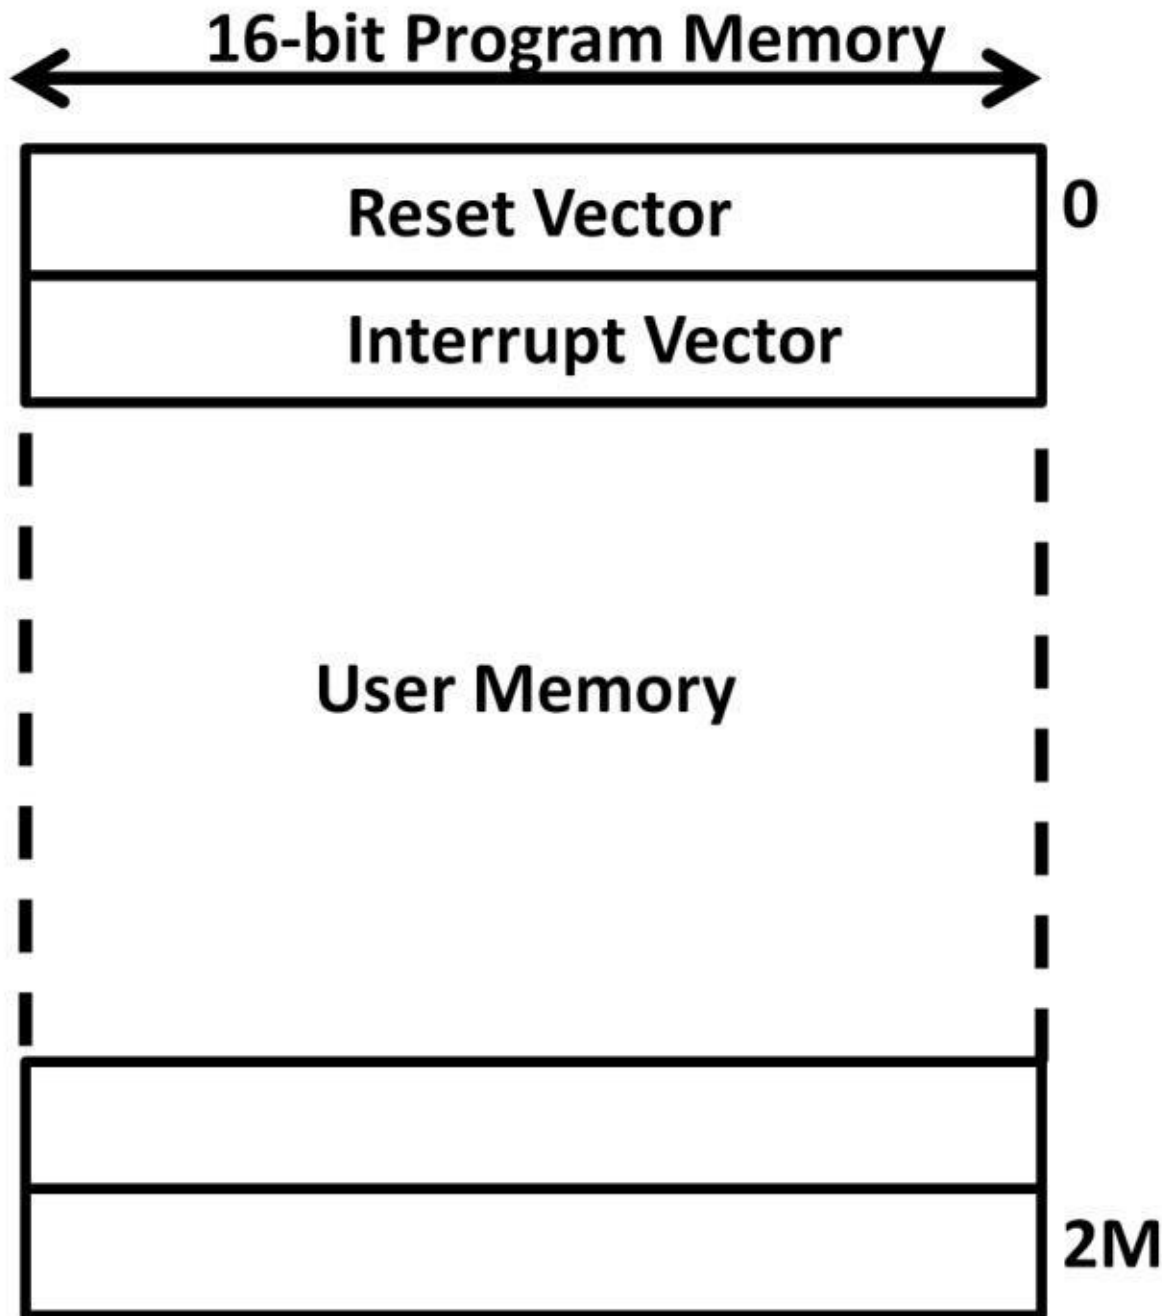 16-bit Program Memory
Reset Vector
0
Interrupt Vector
User Memory
2M